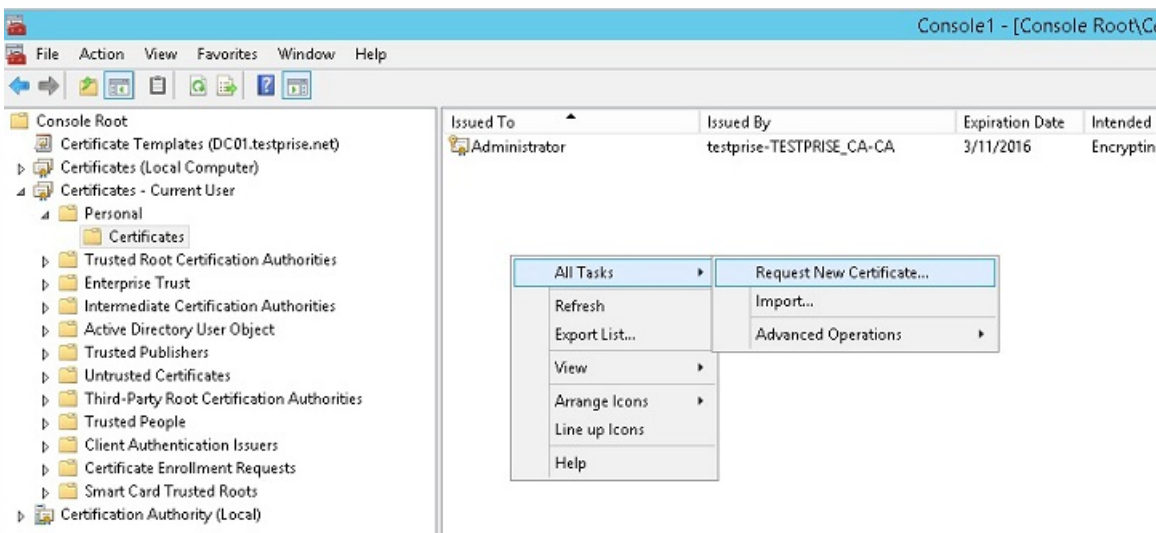 Console1 - [Console Root\Ce
File Action View Favorites Window Help
Console Root
Certificate Templates (DC01.testprise.net)
Certificates (Local Computer)
Certificates - Current User
Personal
Certificates
Trusted Root Certification Authorities
Enterprise Trust
Intermediate Certification Authorities
Active Directory User Object
Trusted Publishers
Untrusted Certificates
Third-Party Root Certification Authorities
Trusted People
Client Authentication Issuers
Certificate Enrollment Requests
Smart Card Trusted Roots
Certification Authority (Local)
Issued To Issued By Expiration Date Intended
Administrator testprise-TESTPRISE_CA-CA 3/11/2016 Encryptin
All Tasks
Refresh
Export List...
View
Arrange Icons
Line up Icons
Help
Request New Certificate...
Import...
Advanced Operations